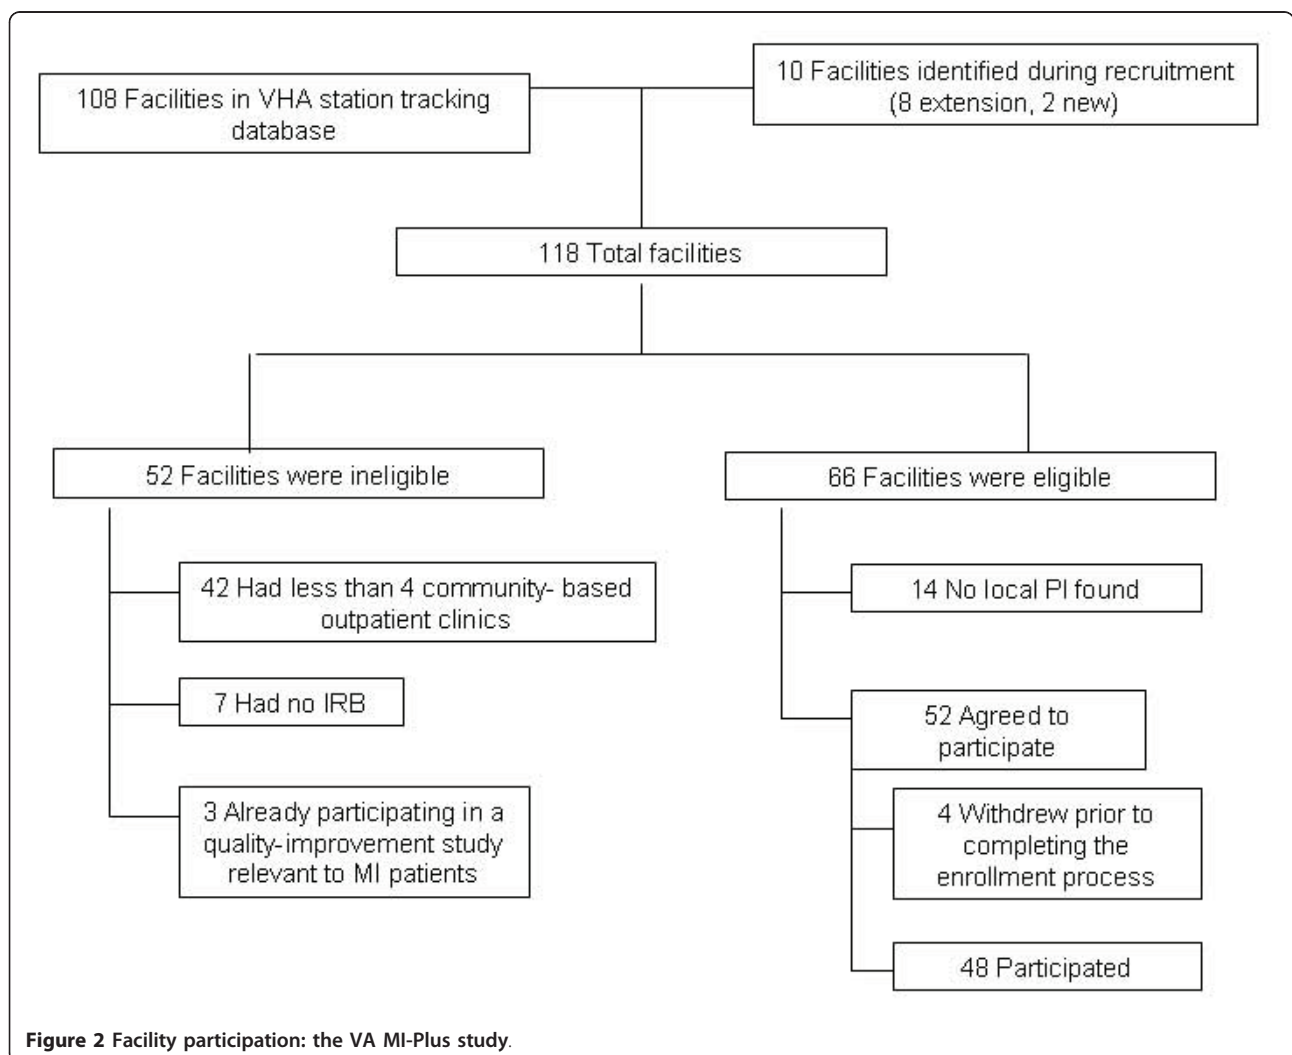 108 Facilities in VHA station tracking
database
10 Facilities identified during recruitment
(8 extension, 2 new)
118 Total facilities
52 Facilities were ineligible
66 Facilities were eligible
42 Had less than 4 community- based
outpatient clinics
7 Had no IRB
3 Already participating in a
quality-improvement study
relevant to MI patients
14 No local PI found
52 Agreed to
participate
4 Withdrew prior to
completing the
enrollment process
48 Participated
Figure 2 Facility participation: the VA MI-Plus study.